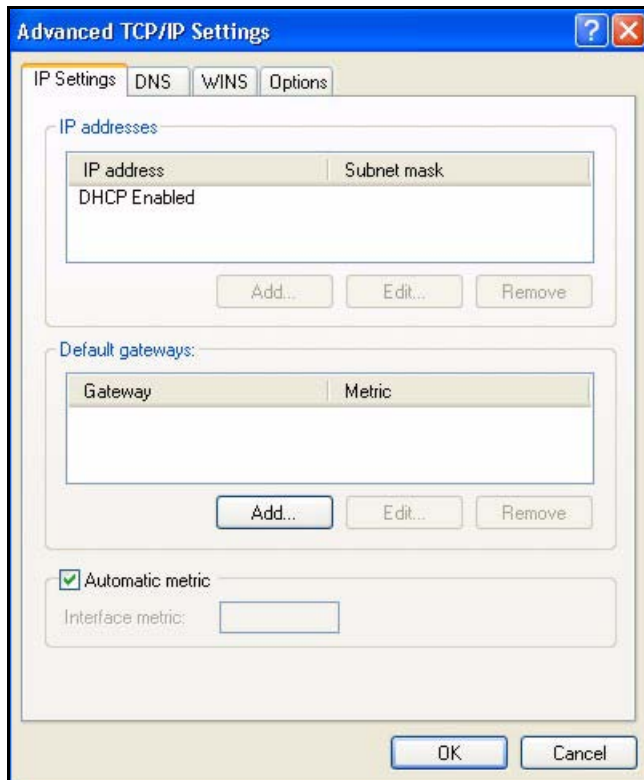 Advanced TCP/IP Settings
IP Settings DNS WINS Options
IP addresses
IP address Subnet mask
DHCP Enabled
Add... Edit... Remove
Default gateways:
Gateway Metric
Add... Edit... Remove
Automatic metric
Interface metric:
OK Cancel